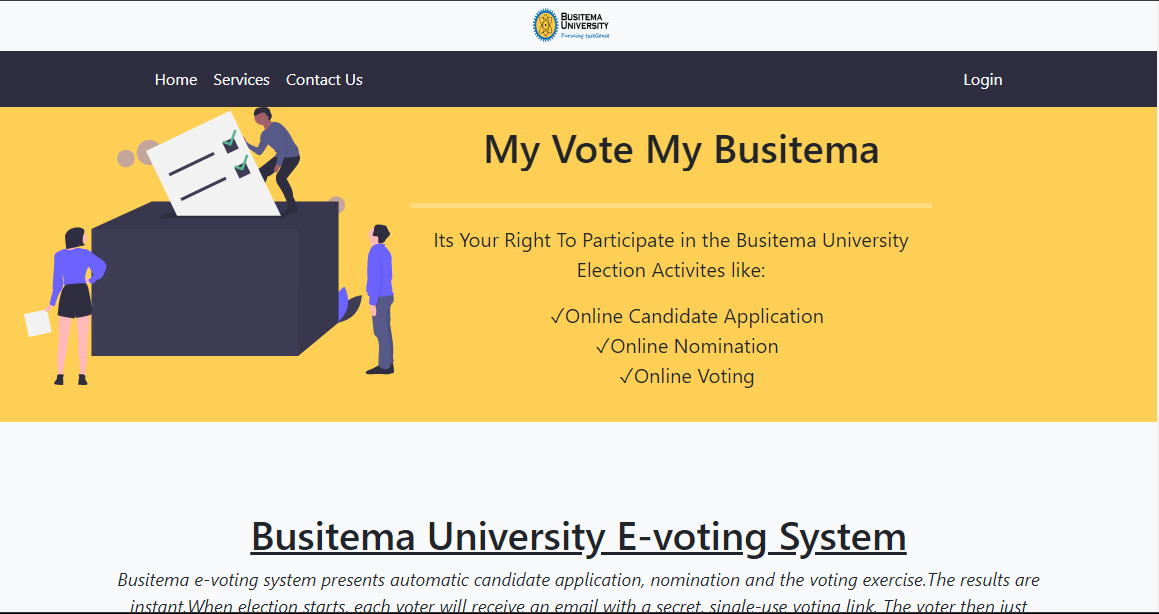 BUSITEMA
UNIVERSITY
Pursuing excellence
Home Services Contact Us Login
My Vote My Busitema
Its Your Right To Participate in the Busitema University
Election Activites like:
✓Online Candidate Application
✓Online Nomination
✓Online Voting
Busitema University E-voting System
Busitema e-voting system presents automatic candidate application, nomination and the voting exercise.The results are
instant.When election starts, each voter will receive an email with a secret, single-use voting link. The voter then just